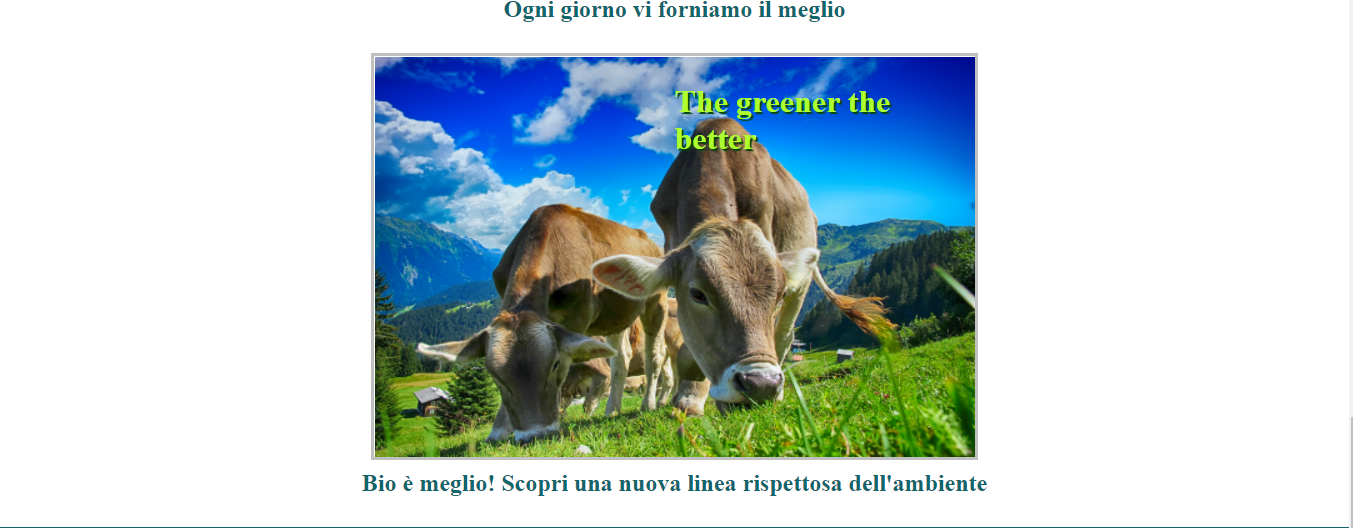 Ogni giorno vi forniamo il meglio
The greener the
better
Bio è meglio! Scopri una nuova linea rispettosa dell'ambiente